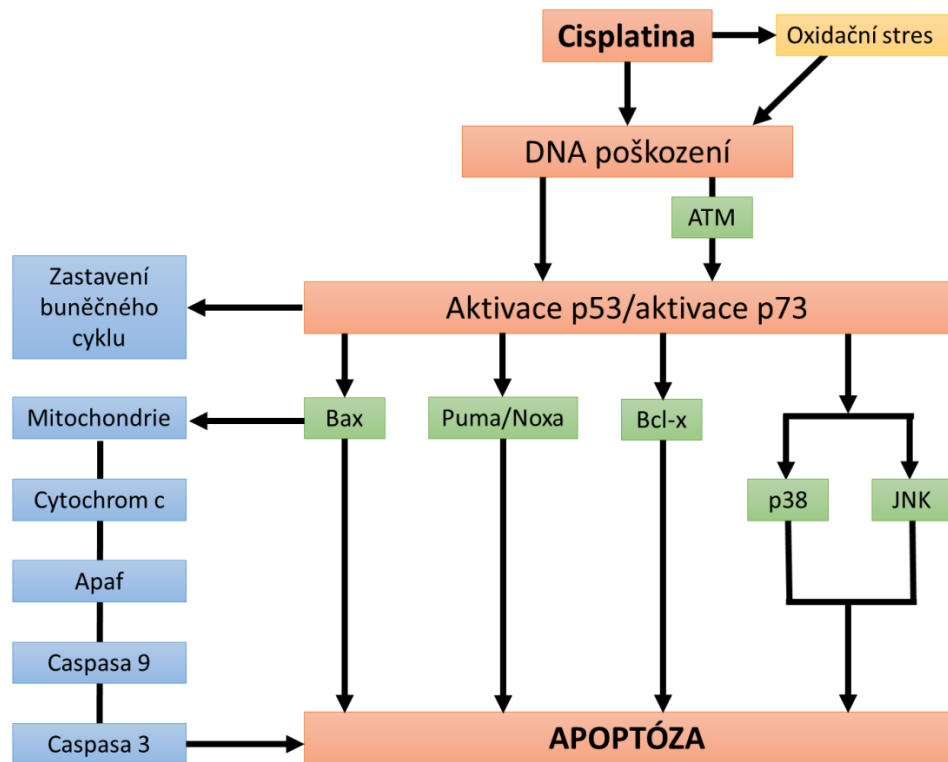 Cisplatina
Oxidační stres
DNA poškození
ATM
Zastavení
buněčného
cyklu
Aktivace p53/aktivace p73
Mitochondrie
Bax
Puma/Noxa
Bcl-x
Cytochrom c
p38
JNK
Apaf
Caspasa 9
Caspasa 3
APOPTÓZA